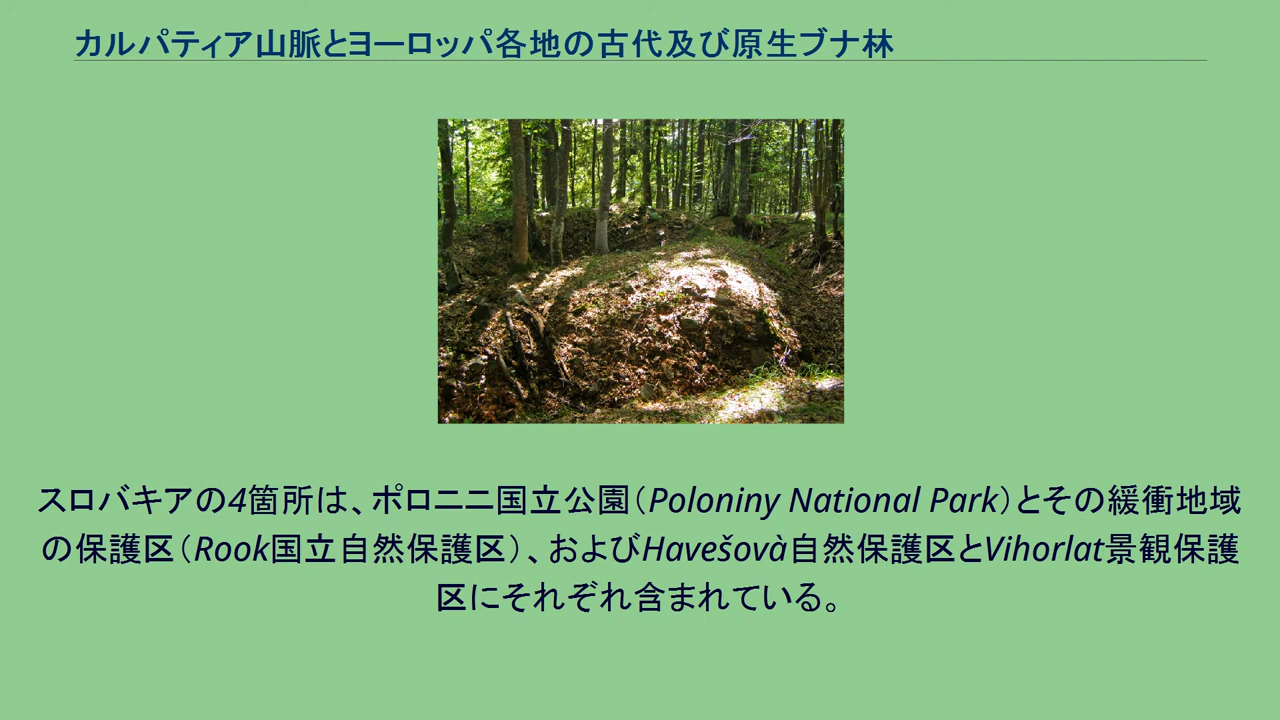 カルパティア山脈とヨーロッパ各地の古代及び原生ブナ林
スロバキアの4箇所は、ポロニニ国立公園（Poloniny National Park）とその緩衝地域
の保護区（Rook国立自然保護区）、およびHavešovà自然保護区とVihorlat景観保護
区にそれぞれ含まれている。